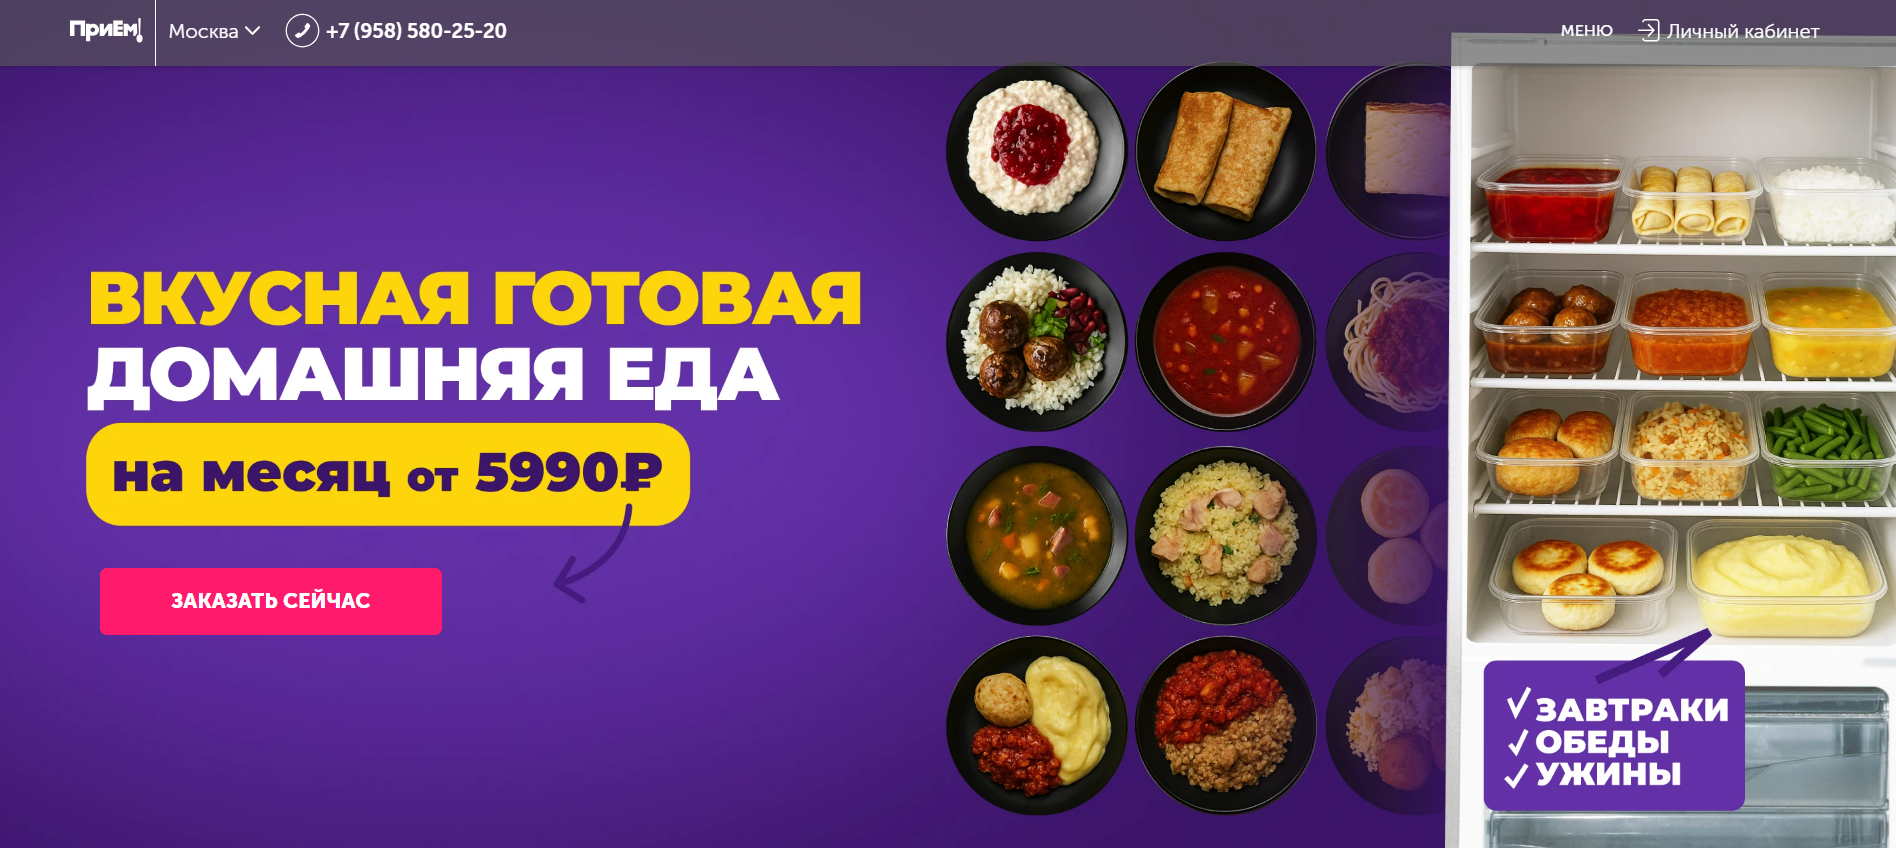 ПриЁм!
Москва
+7 (958) 580-25-20
МЕНЮ
Личный кабинет
ВКУСНАЯ ГОТОВАЯ
ДОМАШНЯЯ ЕДА
на месяц от 5990₽
ЗАКАЗАТЬ СЕЙЧАС
ЗАВТРАКИ
ОБЕДЫ
УЖИНЫ